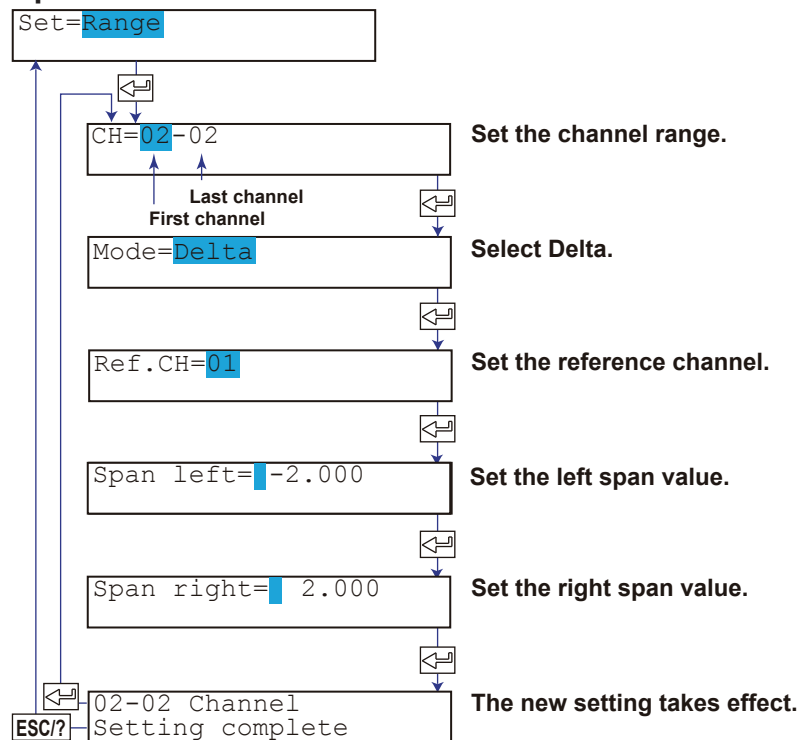 Set=Range
CH=02-02
Set the channel range.
Last channel
First channel
Mode=Delta
Select Delta.
Ref.CH=01
Set the reference channel.
Span left= -2.000
Set the left span value.
Span right= 2.000
Set the right span value.
02-02 Channel
Setting complete
The new setting takes effect.
ESC/?